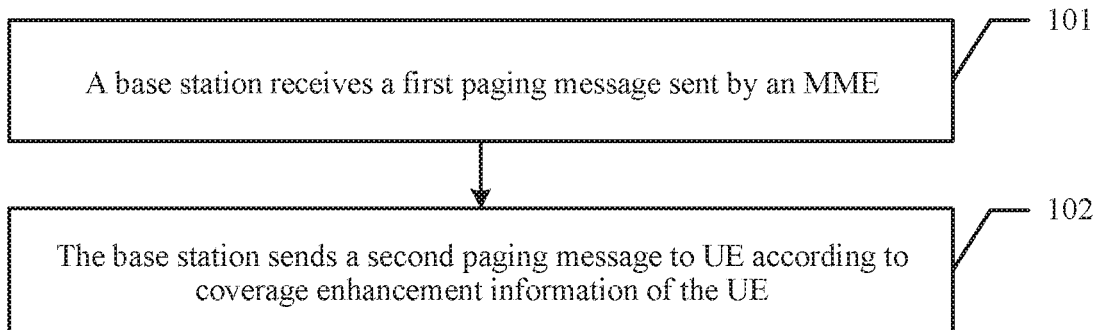 101
A base station receives a first paging message sent by an MME
102
The base station sends a second paging message to UE according to
coverage enhancement information of the UE